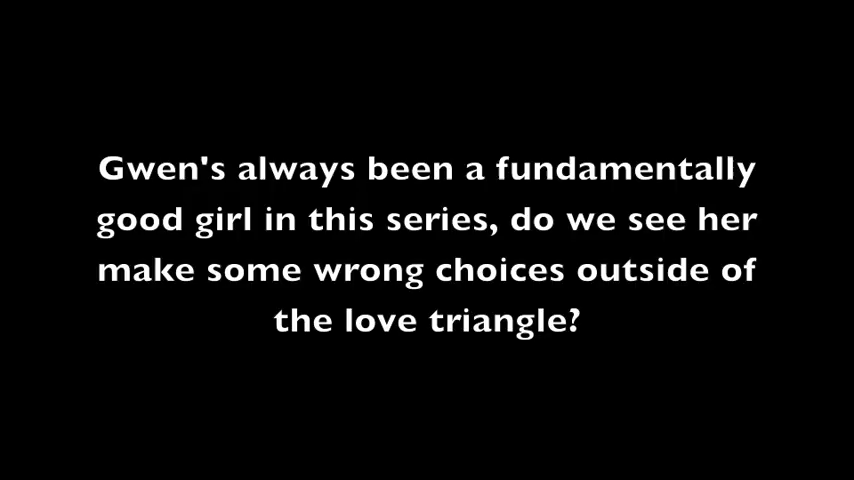 Gwen's always been a fundamentally
good girl in this series, do we see her
make some wrong choices outside of
the love triangle?